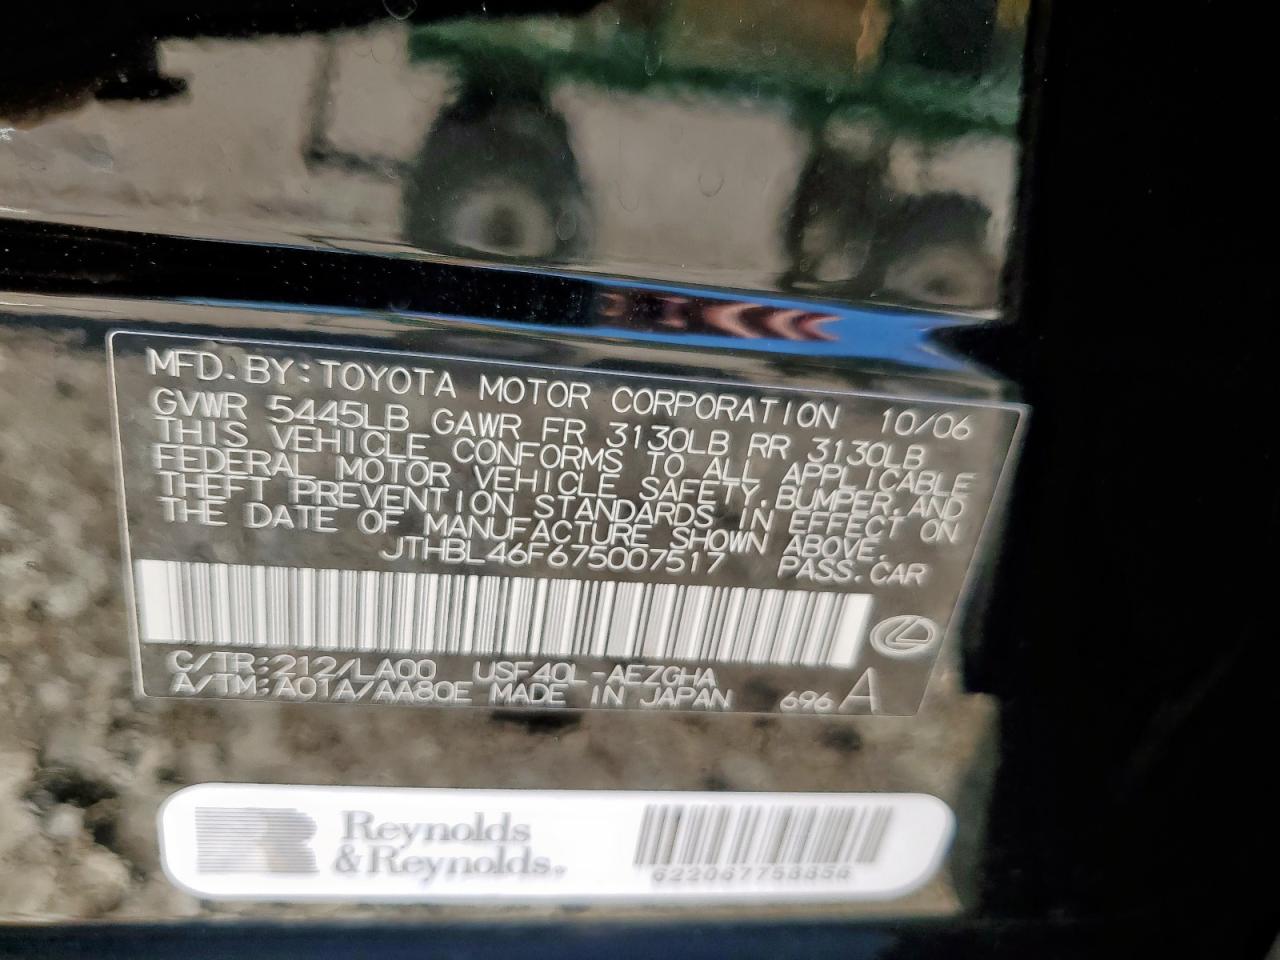 MFD. BY: TOYOTA MOTOR CORPORATION 10/06
GVWR 5445LB GAWR FR 3130LB RR 3130LB
THIS VEHICLE CONFORMS TO ALL APPLICABLE
FEDERAL MOTOR VEHICLE SAFETY, BUMPER, AND
THEFT PREVENTION STANDARDS IN EFFECT ON
THE DATE OF MANUFACTURE SHOWN ABOVE.
JTHBL46F675007517 PASS. CAR
C/TR: 212/LA00 USF40L-AEZGHA
A/TM: A01A/AA80E MADE IN JAPAN 696 A
Reynolds
& Reynolds.